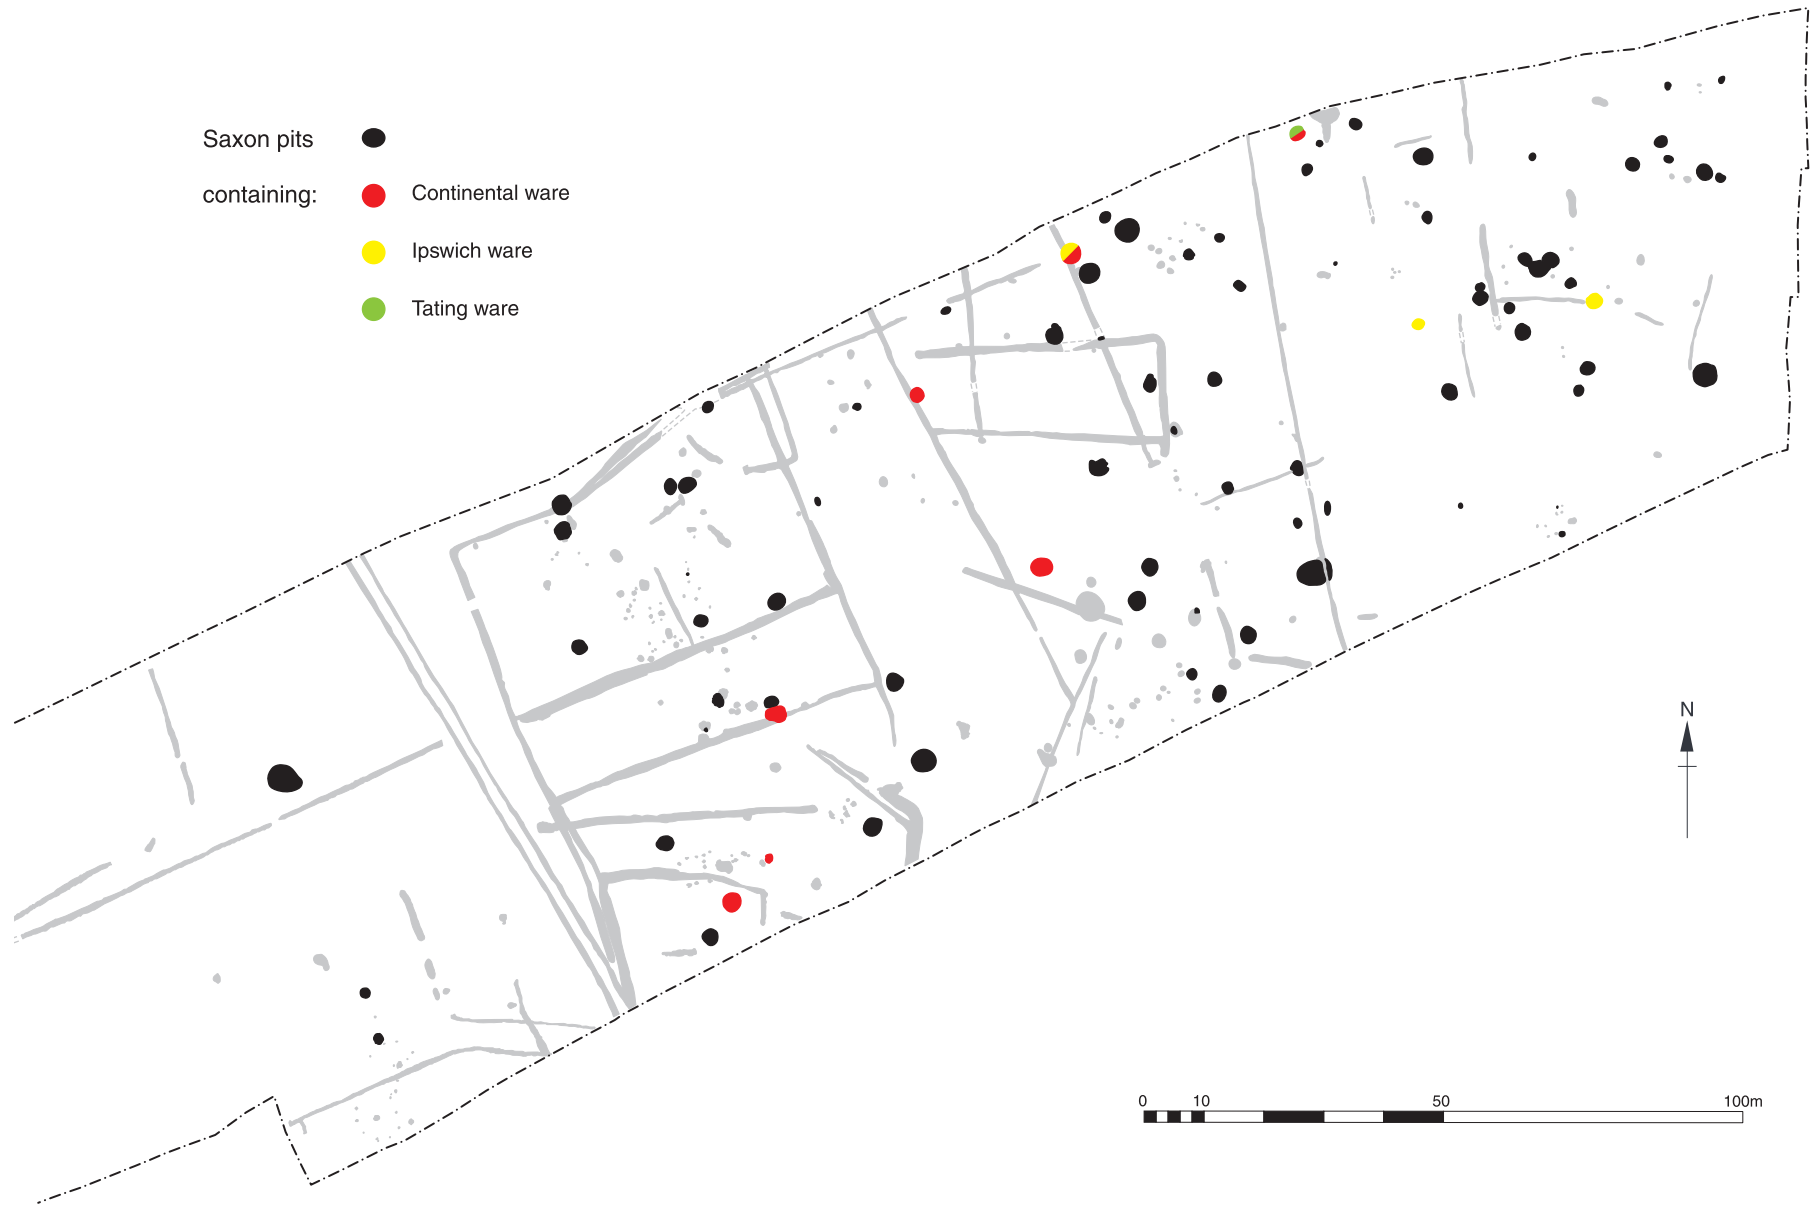 Saxon pits
containing:
Continental ware
Ipswich ware
Tating ware
N
0 10 50 100m